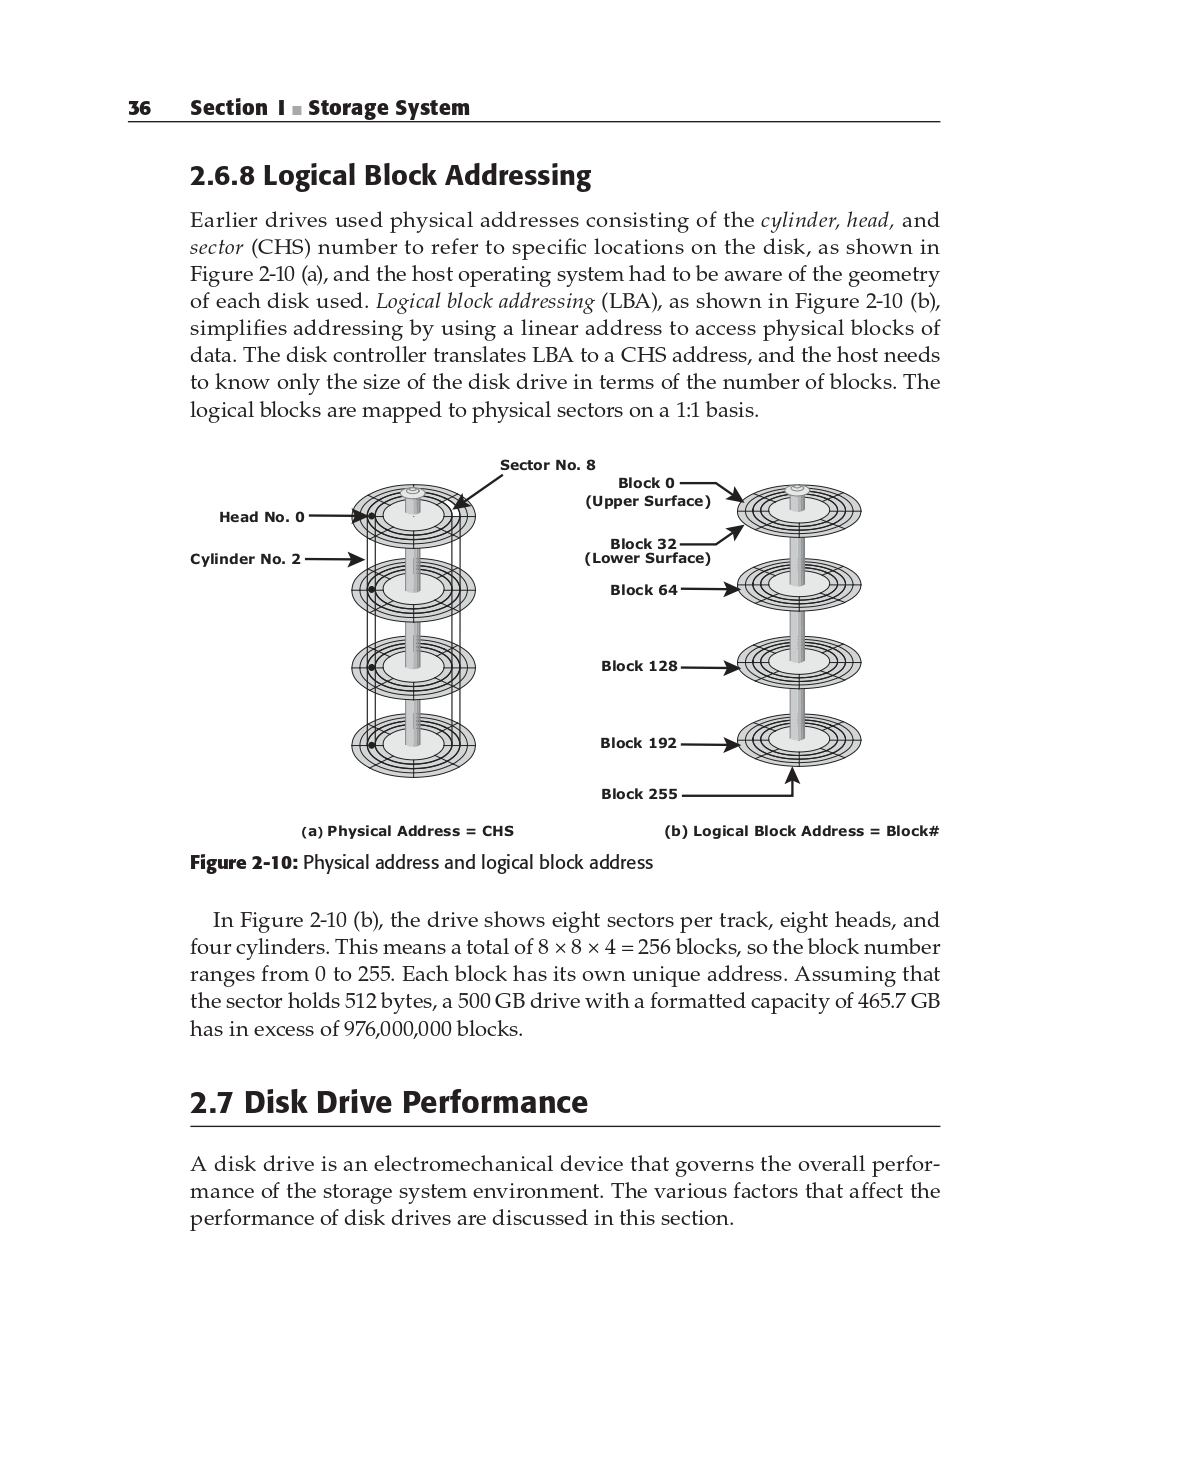 36 Section I ■ Storage System
2.6.8 Logical Block Addressing
Earlier drives used physical addresses consisting of the cylinder, head, and
sector (CHS) number to refer to specific locations on the disk, as shown in
Figure 2-10 (a), and the host operating system had to be aware of the geometry
of each disk used. Logical block addressing (LBA), as shown in Figure 2-10 (b),
simplifies addressing by using a linear address to access physical blocks of
data. The disk controller translates LBA to a CHS address, and the host needs
to know only the size of the disk drive in terms of the number of blocks. The
logical blocks are mapped to physical sectors on a 1:1 basis.
Sector No. 8
Head No. 0
Cylinder No. 2
(a) Physical Address = CHS
Block 0
(Upper Surface)
Block 32
(Lower Surface)
Block 64
Block 128
Block 192
Block 255
(b) Logical Block Address = Block#
Figure 2-10: Physical address and logical block address
In Figure 2-10 (b), the drive shows eight sectors per track, eight heads, and
four cylinders. This means a total of 8 × 8 × 4 = 256 blocks, so the block number
ranges from 0 to 255. Each block has its own unique address. Assuming that
the sector holds 512 bytes, a 500 GB drive with a formatted capacity of 465.7 GB
has in excess of 976,000,000 blocks.
2.7 Disk Drive Performance
A disk drive is an electromechanical device that governs the overall perfor-
mance of the storage system environment. The various factors that affect the
performance of disk drives are discussed in this section.